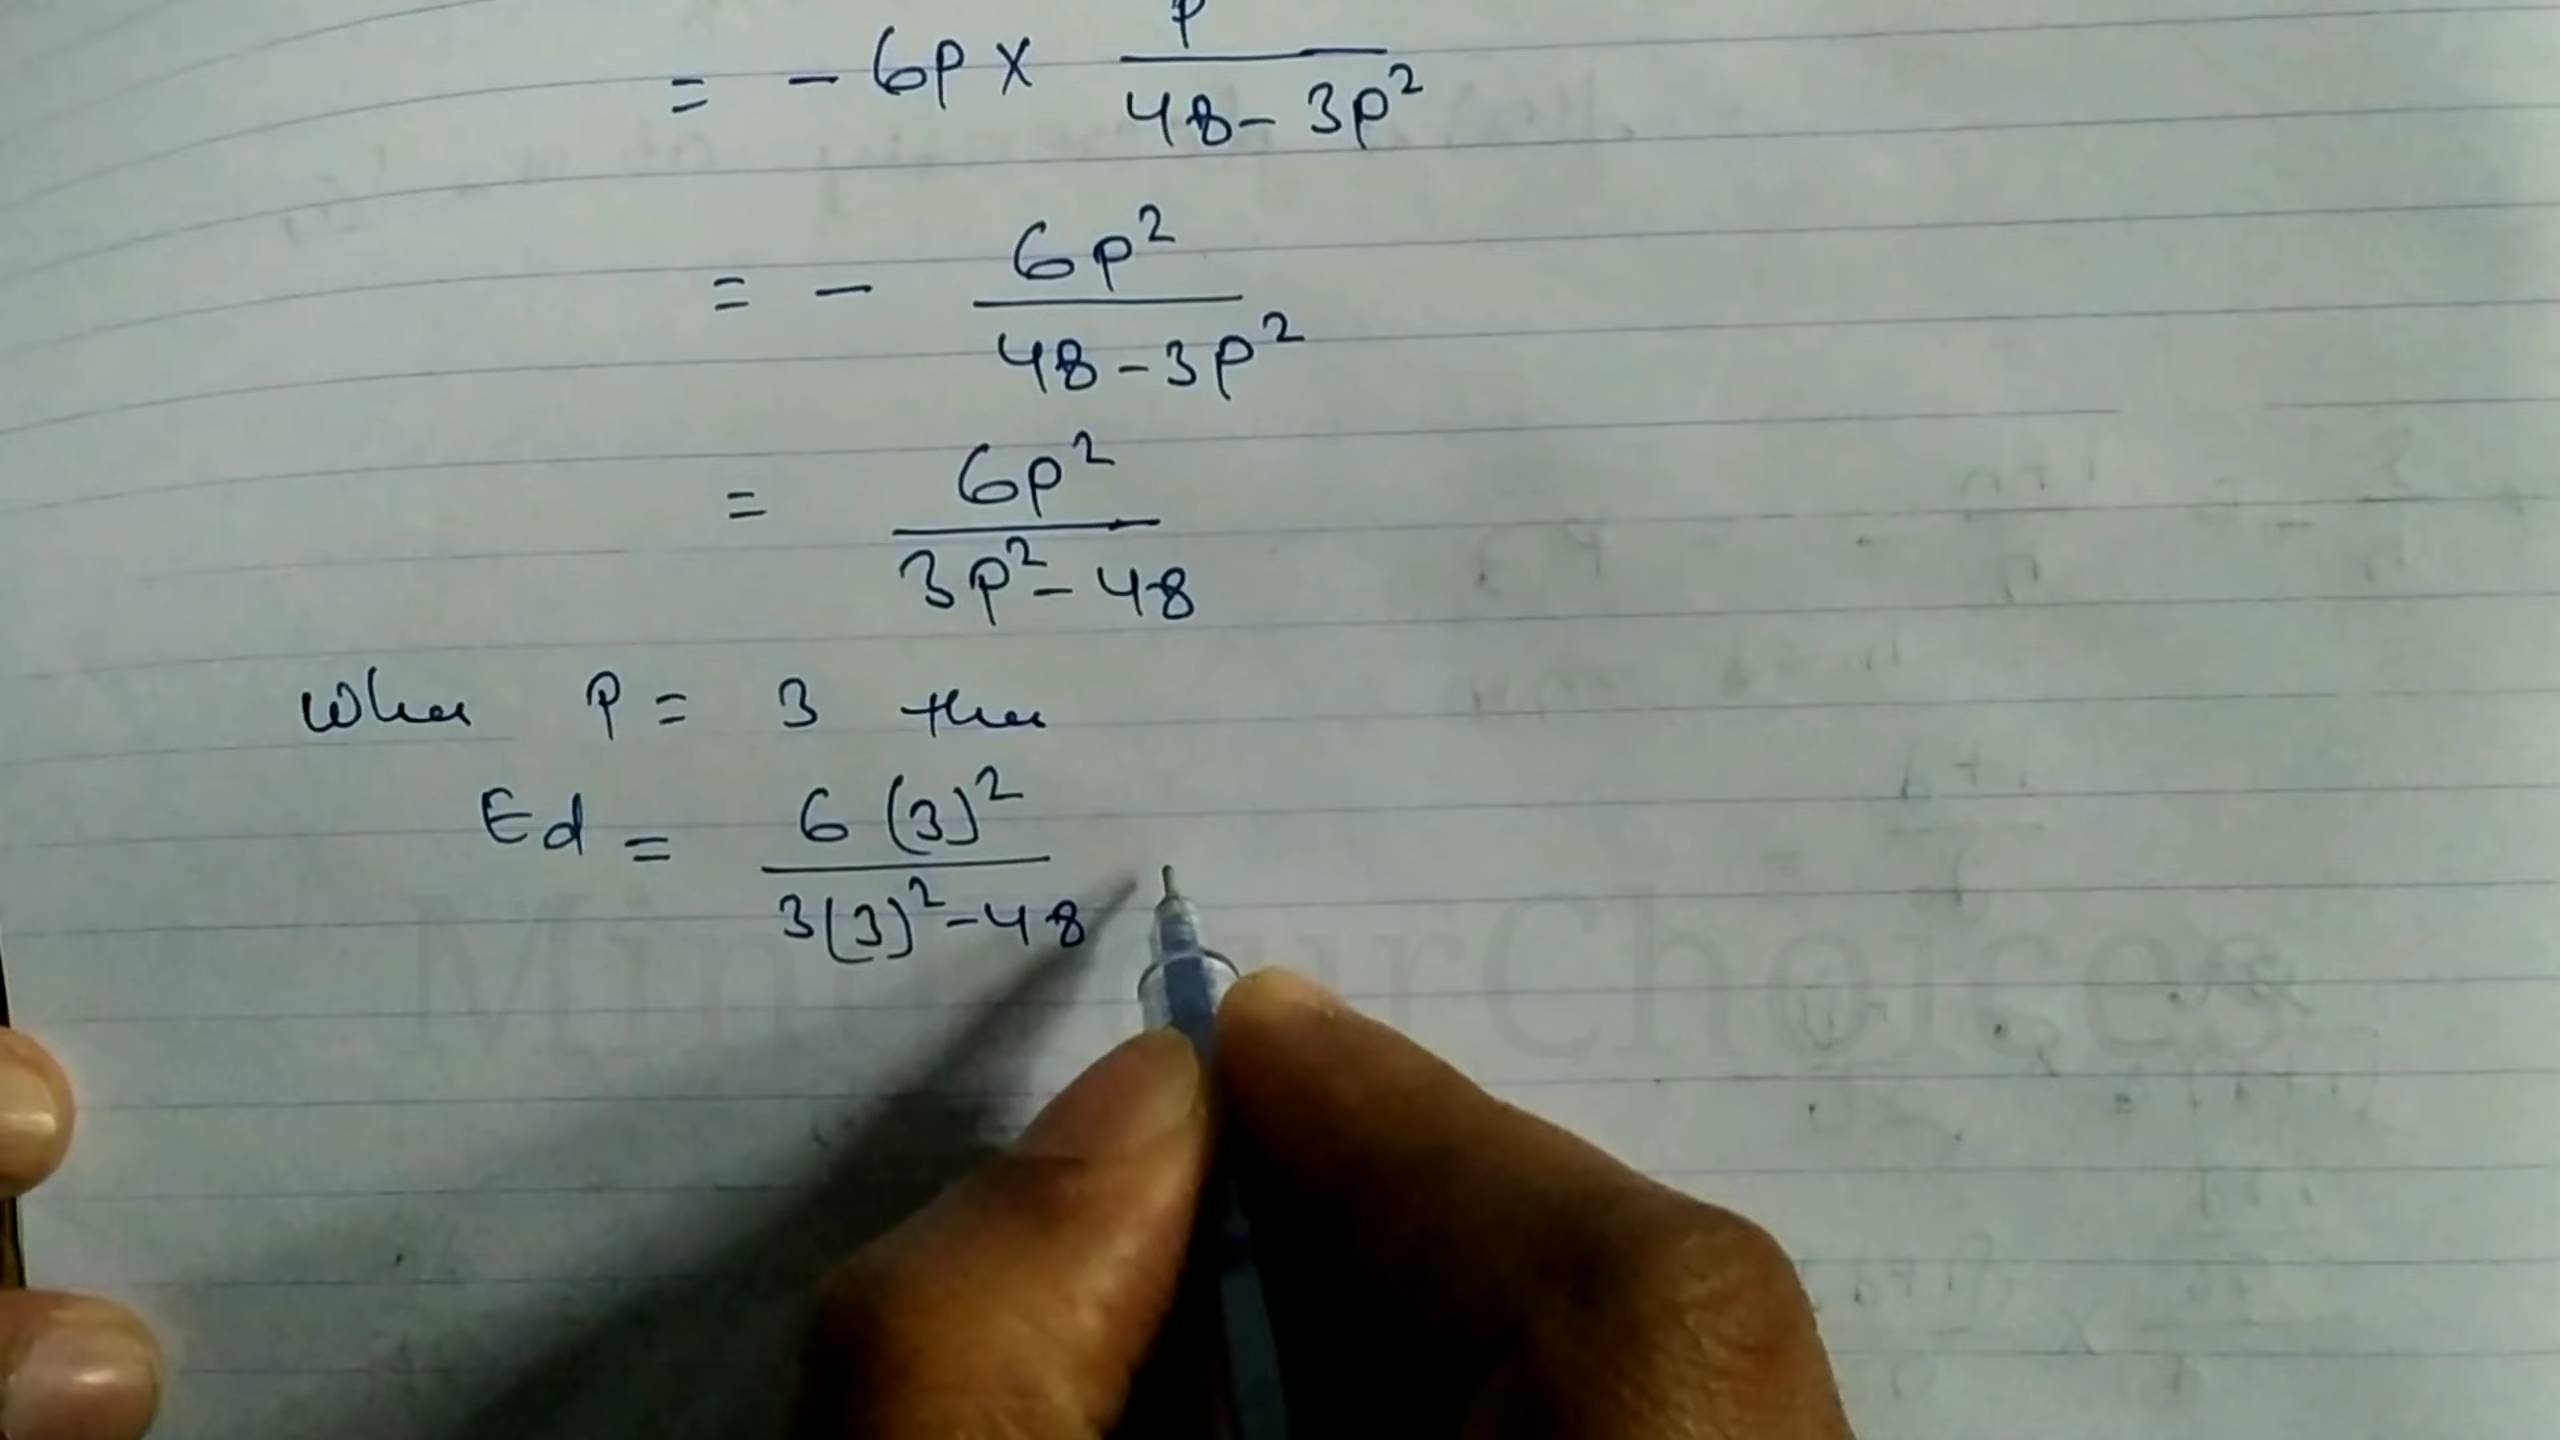 = - 6P × P / 48 - 3P²
= - 6P² / 48 - 3P²
= 6P² / 3P² - 48
When P = 3 then
Ed = 6 (3)² / 3(3)² - 48